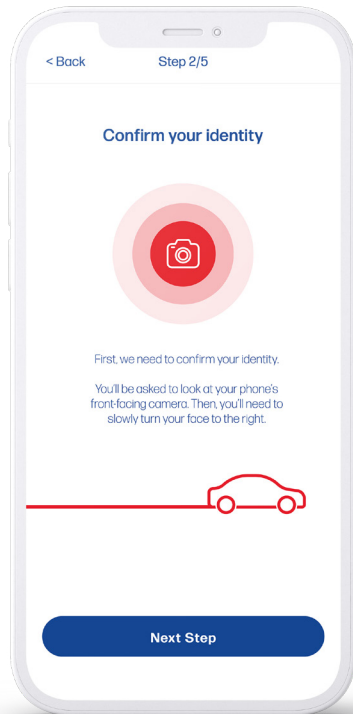 < Back
Step 2/5
Confirm your identity
First, we need to confirm your identity.
You'll be asked to look at your phone's
front-facing camera. Then, you'll need to
slowly turn your face to the right.
Next Step